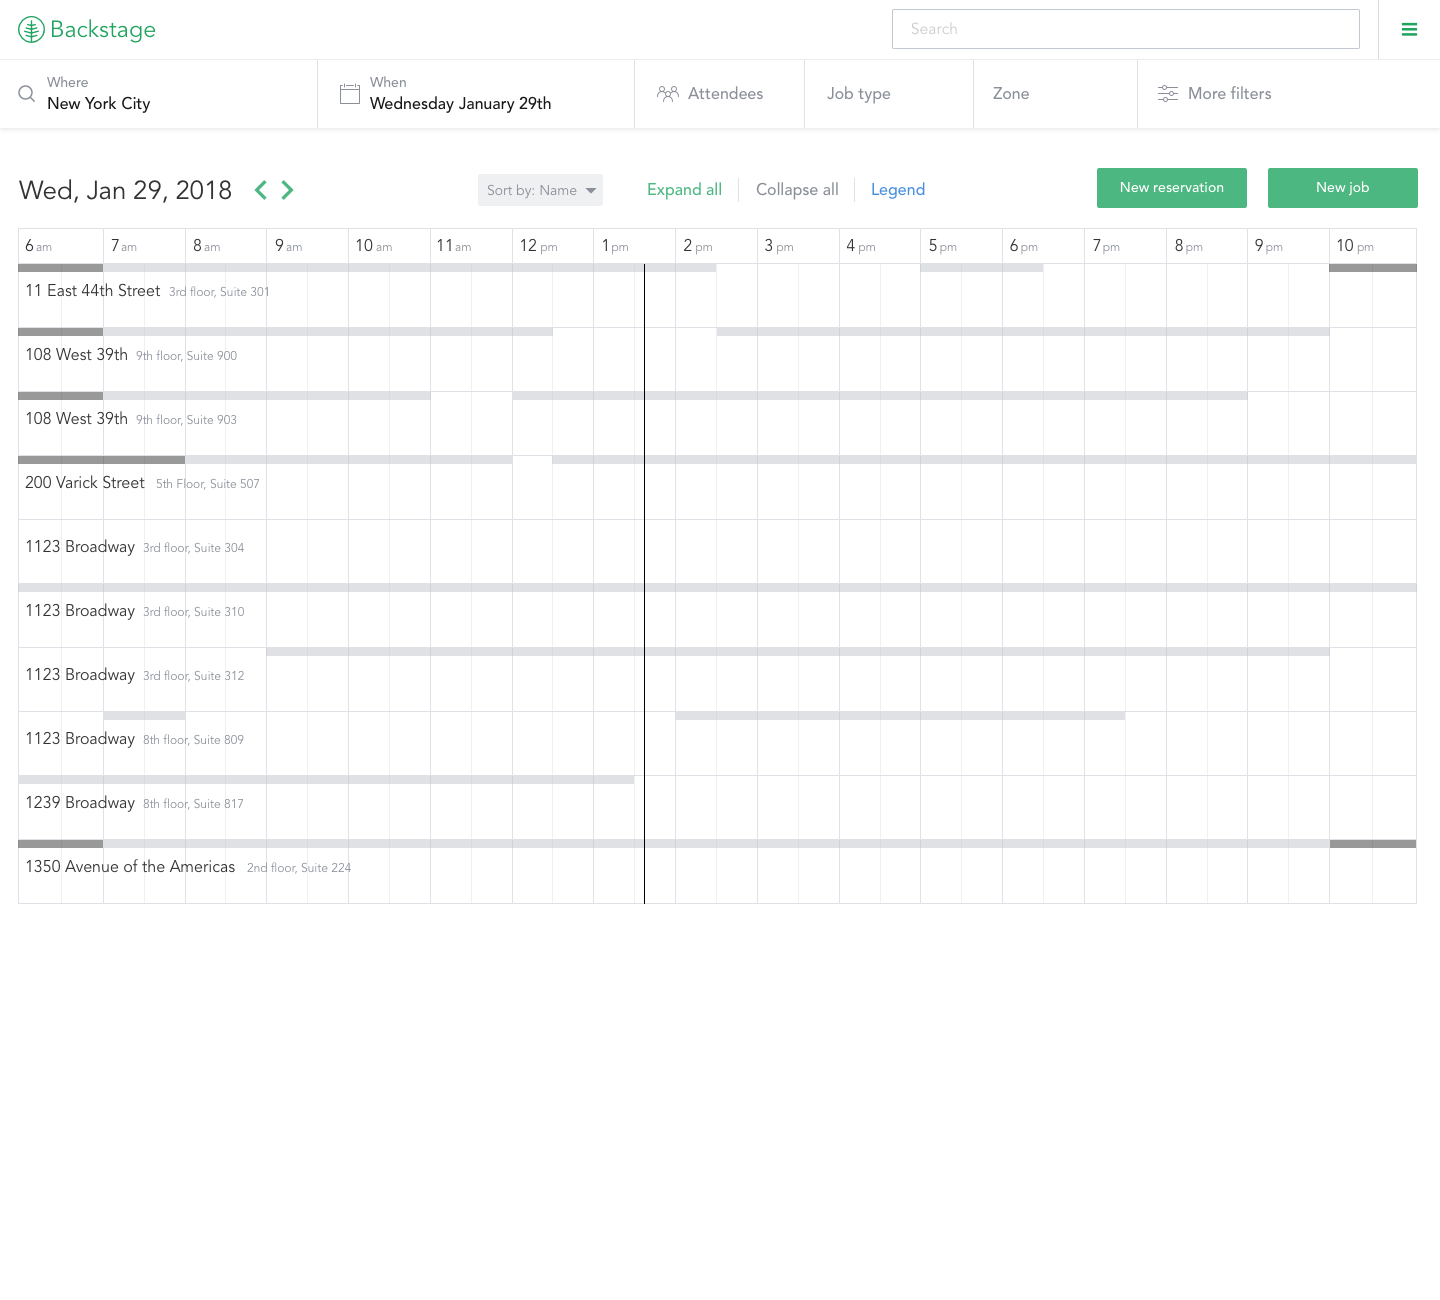 Backstage
Search
Where
New York City
When
Wednesday January 29th
Attendees
Job type
Zone
More filters
Wed, Jan 29, 2018
Sort by: Name
Expand all
Collapse all
Legend
New reservation
New job
6 am 7 am 8 am 9 am 10 am 11 am 12 pm 1 pm 2 pm 3 pm 4 pm 5 pm 6 pm 7 pm 8 pm 9 pm 10 pm
11 East 44th Street 3rd floor, Suite 301
108 West 39th 9th floor, Suite 900
108 West 39th 9th floor, Suite 903
200 Varick Street 5th Floor, Suite 507
1123 Broadway 3rd floor, Suite 304
1123 Broadway 3rd floor, Suite 310
1123 Broadway 3rd floor, Suite 312
1123 Broadway 8th floor, Suite 809
1239 Broadway 8th floor, Suite 817
1350 Avenue of the Americas 2nd floor, Suite 224